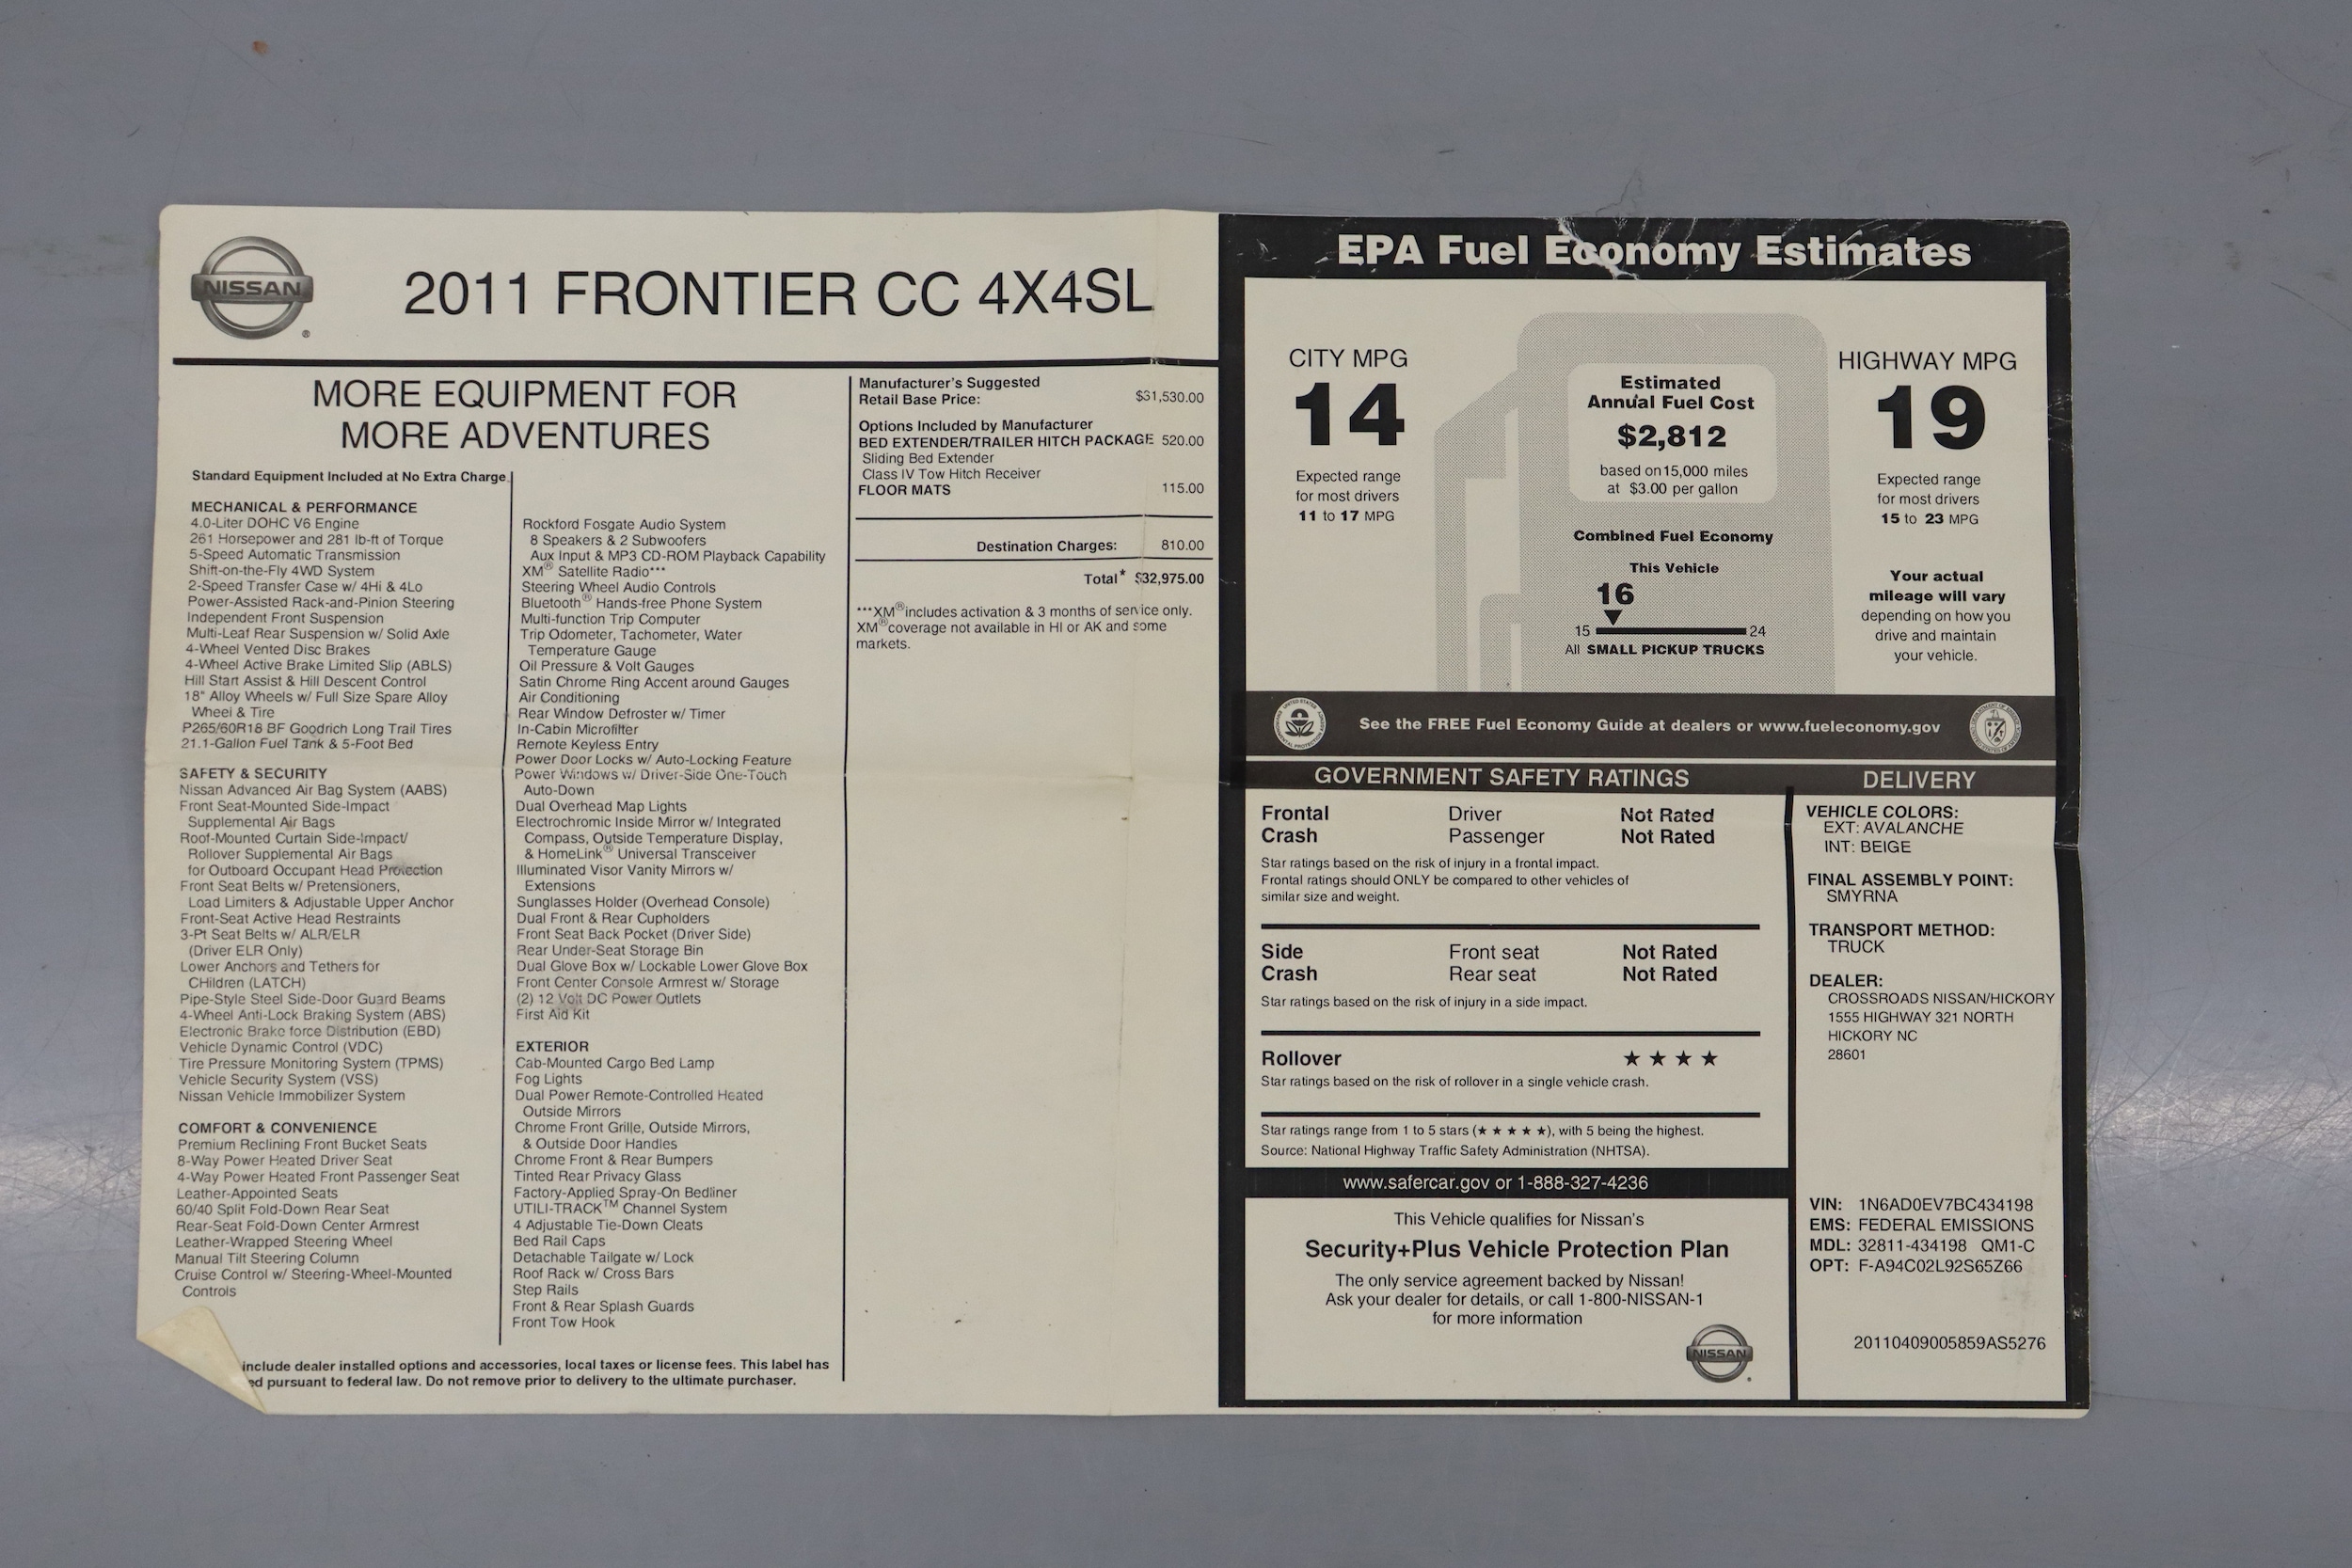 NISSAN
®
2011 FRONTIER CC 4X4SL
MORE EQUIPMENT FOR
MORE ADVENTURES
Standard Equipment Included at No Extra Charge
MECHANICAL & PERFORMANCE
4.0-Liter DOHC V6 Engine
261 Horsepower and 281 lb-ft of Torque
5-Speed Automatic Transmission
Shift-on-the-Fly 4WD System
2-Speed Transfer Case w/ 4Hi & 4Lo
Power-Assisted Rack-and-Pinion Steering
Independent Front Suspension
Multi-Leaf Rear Suspension w/ Solid Axle
4-Wheel Vented Disc Brakes
4-Wheel Active Brake Limited Slip (ABLS)
Hill Start Assist & Hill Descent Control
18" Alloy Wheels w/ Full Size Spare Alloy
Wheel & Tire
P265/60R18 BF Goodrich Long Trail Tires
21.1-Gallon Fuel Tank & 5-Foot Bed
SAFETY & SECURITY
Nissan Advanced Air Bag System (AABS)
Front Seat-Mounted Side-Impact
Supplemental Air Bags
Roof-Mounted Curtain Side-Impact/
Rollover Supplemental Air Bags
for Outboard Occupant Head Protection
Front Seat Belts w/ Pretensioners,
Load Limiters & Adjustable Upper Anchor
Front-Seat Active Head Restraints
3-Pt Seat Belts w/ ALR/ELR
(Driver ELR Only)
Lower Anchors and Tethers for
CHildren (LATCH)
Pipe-Style Steel Side-Door Guard Beams
4-Wheel Anti-Lock Braking System (ABS)
Electronic Brake force Distribution (EBD)
Vehicle Dynamic Control (VDC)
Tire Pressure Monitoring System (TPMS)
Vehicle Security System (VSS)
Nissan Vehicle Immobilizer System
COMFORT & CONVENIENCE
Premium Reclining Front Bucket Seats
8-Way Power Heated Driver Seat
4-Way Power Heated Front Passenger Seat
Leather-Appointed Seats
60/40 Split Fold-Down Rear Seat
Rear-Seat Fold-Down Center Armrest
Leather-Wrapped Steering Wheel
Manual Tilt Steering Column
Cruise Control w/ Steering-Wheel-Mounted
Controls
Rockford Fosgate Audio System
8 Speakers & 2 Subwoofers
Aux Input & MP3 CD-ROM Playback Capability
XM® Satellite Radio***
Steering Wheel Audio Controls
Bluetooth® Hands-free Phone System
Multi-function Trip Computer
Trip Odometer, Tachometer, Water
Temperature Gauge
Oil Pressure & Volt Gauges
Satin Chrome Ring Accent around Gauges
Air Conditioning
Rear Window Defroster w/ Timer
In-Cabin Microfilter
Remote Keyless Entry
Power Door Locks w/ Auto-Locking Feature
Power Windows w/ Driver-Side One-Touch
Auto-Down
Dual Overhead Map Lights
Electrochromic Inside Mirror w/ Integrated
Compass, Outside Temperature Display,
& HomeLink® Universal Transceiver
Illuminated Visor Vanity Mirrors w/
Extensions
Sunglasses Holder (Overhead Console)
Dual Front & Rear Cupholders
Front Seat Back Pocket (Driver Side)
Rear Under-Seat Storage Bin
Dual Glove Box w/ Lockable Lower Glove Box
Front Center Console Armrest w/ Storage
(2) 12 Volt DC Power Outlets
First Aid Kit
EXTERIOR
Cab-Mounted Cargo Bed Lamp
Fog Lights
Dual Power Remote-Controlled Heated
Outside Mirrors
Chrome Front Grille, Outside Mirrors,
& Outside Door Handles
Chrome Front & Rear Bumpers
Tinted Rear Privacy Glass
Factory-Applied Spray-On Bedliner
UTILI-TRACK™ Channel System
4 Adjustable Tie-Down Cleats
Bed Rail Caps
Detachable Tailgate w/ Lock
Roof Rack w/ Cross Bars
Step Rails
Front & Rear Splash Guards
Front Tow Hook
include dealer installed options and accessories, local taxes or license fees. This label has
ed pursuant to federal law. Do not remove prior to delivery to the ultimate purchaser.
Manufacturer's Suggested
Retail Base Price: $31,530.00
Options Included by Manufacturer
BED EXTENDER/TRAILER HITCH PACKAGE 520.00
Sliding Bed Extender
Class IV Tow Hitch Receiver
FLOOR MATS 115.00
Destination Charges: 810.00
Total* $32,975.00
***XM®includes activation & 3 months of service only.
XM®coverage not available in HI or AK and some
markets.
EPA Fuel Economy Estimates
CITY MPG
14
Expected range
for most drivers
11 to 17 MPG
Estimated
Annual Fuel Cost
$2,812
based on 15,000 miles
at $3.00 per gallon
Combined Fuel Economy
This Vehicle
16
15 24
All SMALL PICKUP TRUCKS
HIGHWAY MPG
19
Expected range
for most drivers
15 to 23 MPG
Your actual
mileage will vary
depending on how you
drive and maintain
your vehicle.
See the FREE Fuel Economy Guide at dealers or www.fueleconomy.gov
GOVERNMENT SAFETY RATINGS
Frontal Driver Not Rated
Crash Passenger Not Rated
Star ratings based on the risk of injury in a frontal impact.
Frontal ratings should ONLY be compared to other vehicles of
similar size and weight.
Side Front seat Not Rated
Crash Rear seat Not Rated
Star ratings based on the risk of injury in a side impact.
Rollover ★ ★ ★ ★
Star ratings based on the risk of rollover in a single vehicle crash.
Star ratings range from 1 to 5 stars (★ ★ ★ ★ ★), with 5 being the highest.
Source: National Highway Traffic Safety Administration (NHTSA).
www.safercar.gov or 1-888-327-4236
This Vehicle qualifies for Nissan's
Security+Plus Vehicle Protection Plan
The only service agreement backed by Nissan!
Ask your dealer for details, or call 1-800-NISSAN-1
for more information
NISSAN
DELIVERY
VEHICLE COLORS:
EXT: AVALANCHE
INT: BEIGE
FINAL ASSEMBLY POINT:
SMYRNA
TRANSPORT METHOD:
TRUCK
DEALER:
CROSSROADS NISSAN/HICKORY
1555 HIGHWAY 321 NORTH
HICKORY NC
28601
VIN: 1N6AD0EV7BC434198
EMS: FEDERAL EMISSIONS
MDL: 32811-434198 QM1-C
OPT: F-A94C02L92S65Z66
20110409005859AS5276